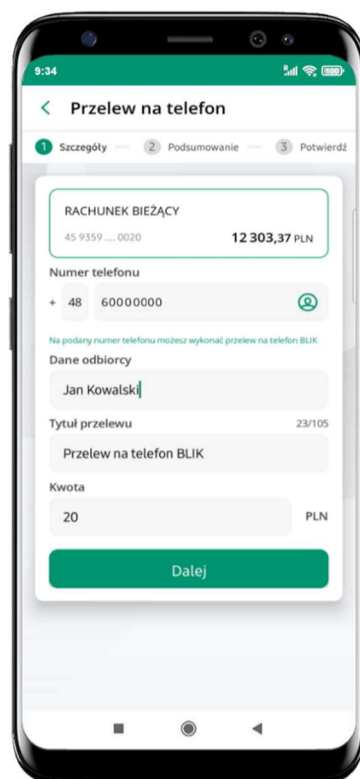 9:34
Przelew na telefon
1 Szczegóły 2 Podsumowanie 3 Potwierdź
RACHUNEK BIEŻĄCY
45 9359 .... 0020 12 303,37 PLN
Numer telefonu
+ 48 60000000
Na podany numer telefonu możesz wykonać przelew na telefon BLIK
Dane odbiorcy
Jan Kowalski
Tytuł przelewu 23/105
Przelew na telefon BLIK
Kwota
20 PLN
Dalej